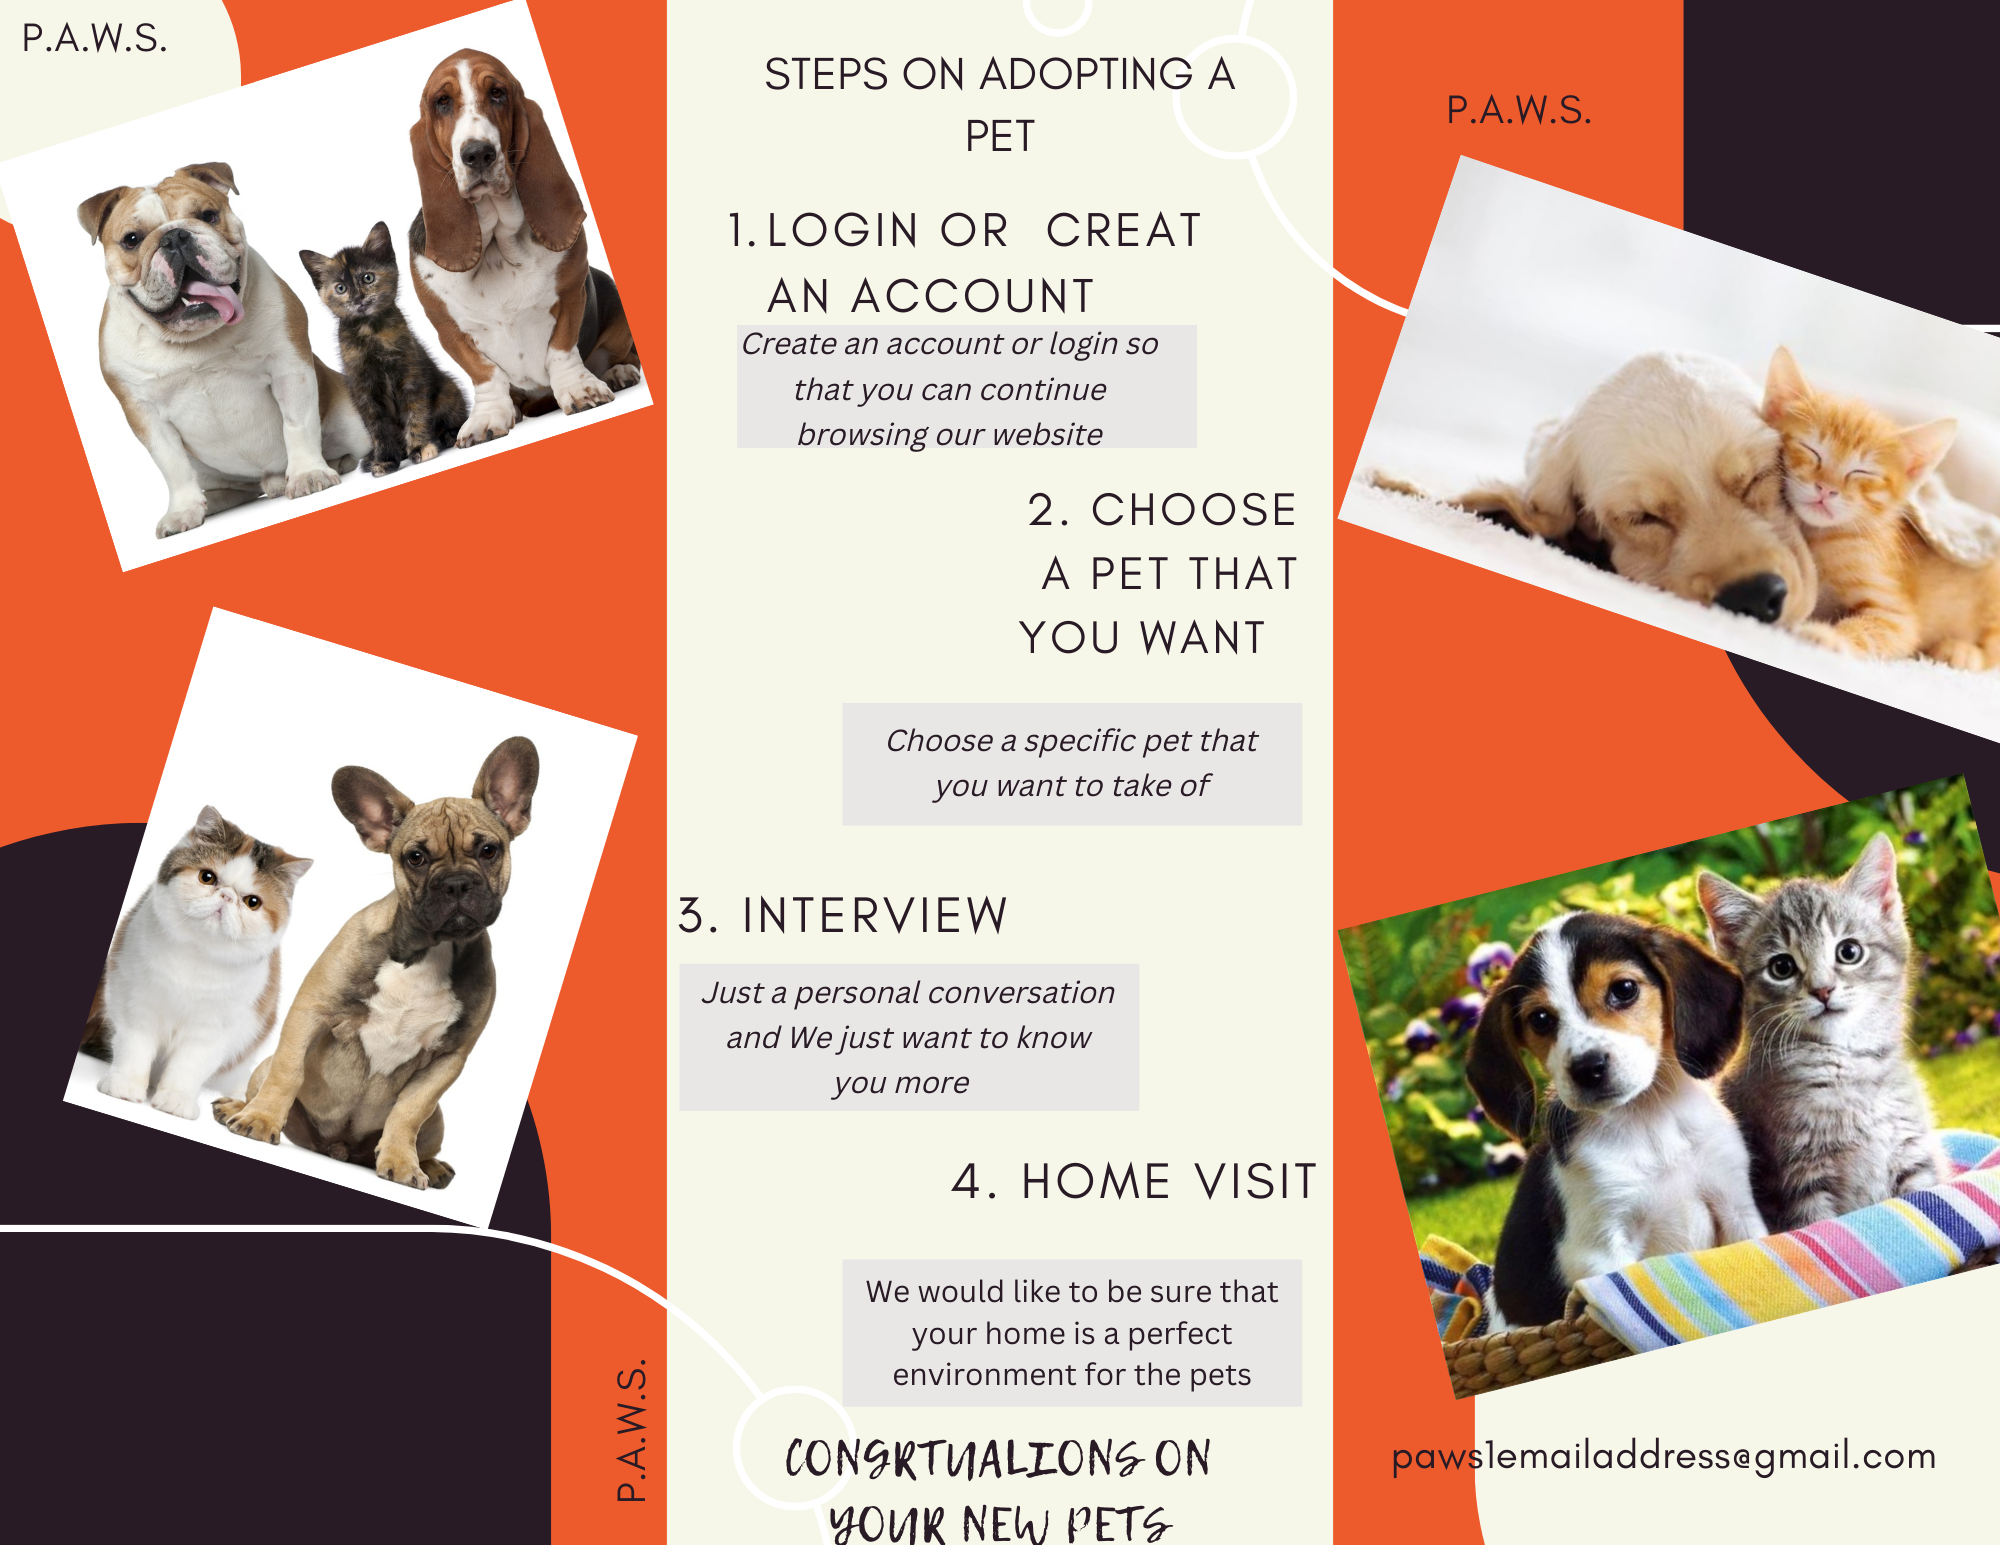 P.A.W.S.
P.A.W.S.
STEPS ON ADOPTING A
PET
1. LOGIN OR CREAT
AN ACCOUNT
Create an account or login so
that you can continue
browsing our website
2. CHOOSE
A PET THAT
YOU WANT
Choose a specific pet that
you want to take of
3. INTERVIEW
Just a personal conversation
and We just want to know
you more
4. HOME VISIT
We would like to be sure that
your home is a perfect
environment for the pets
CONGRTUALIONS ON
YOUR NEW PETS
P.A.W.S.
paws1emailaddress@gmail.com